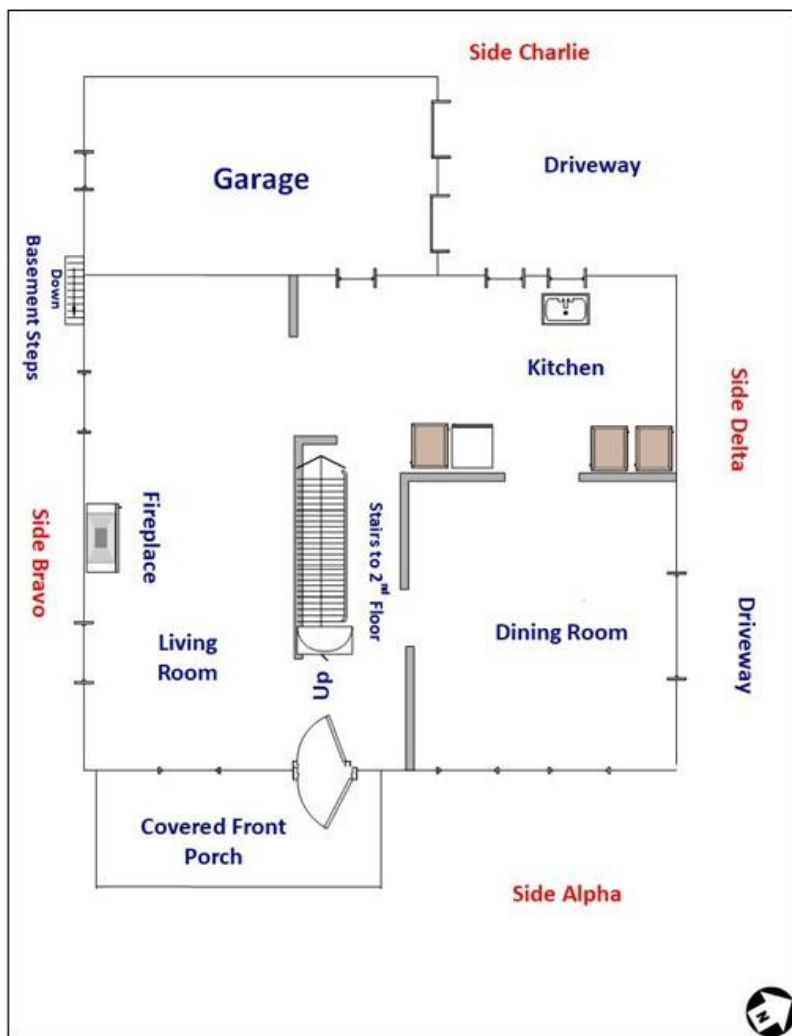 Side Charlie
Garage
Driveway
Basement Steps
Down
Kitchen
Side Delta
Side Bravo
Fireplace
Stairs to 2nd Floor
Living
Room
Dining Room
Driveway
Up
Covered Front
Porch
Side Alpha
N